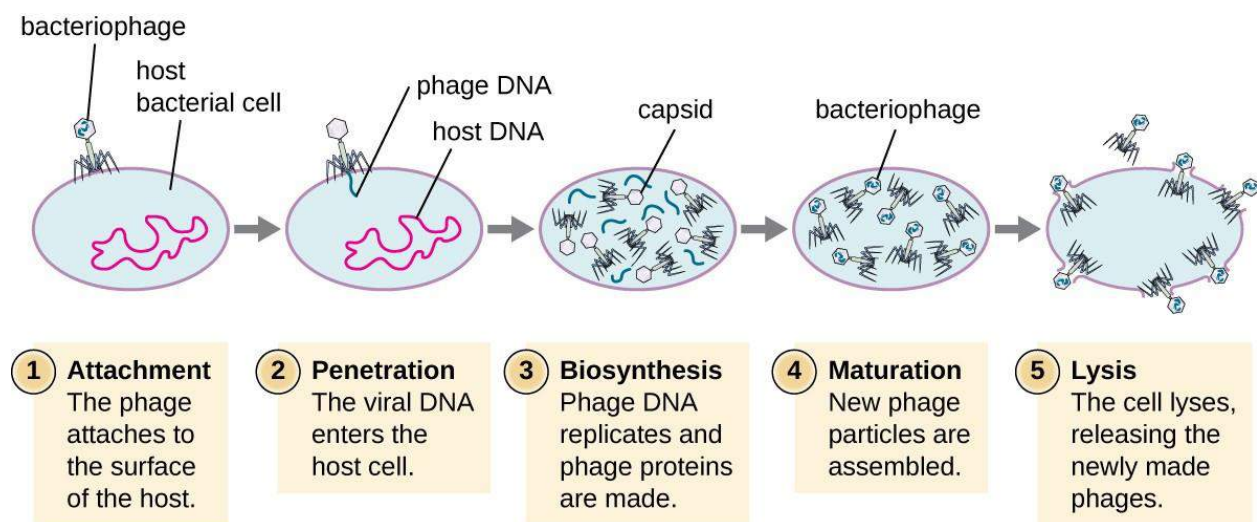 bacteriophage
host
bacterial cell
phage DNA
host DNA
capsid
bacteriophage
1 Attachment
The phage
attaches to
the surface
of the host.
2 Penetration
The viral DNA
enters the
host cell.
3 Biosynthesis
Phage DNA
replicates and
phage proteins
are made.
4 Maturation
New phage
particles are
assembled.
5 Lysis
The cell lyses,
releasing the
newly made
phages.